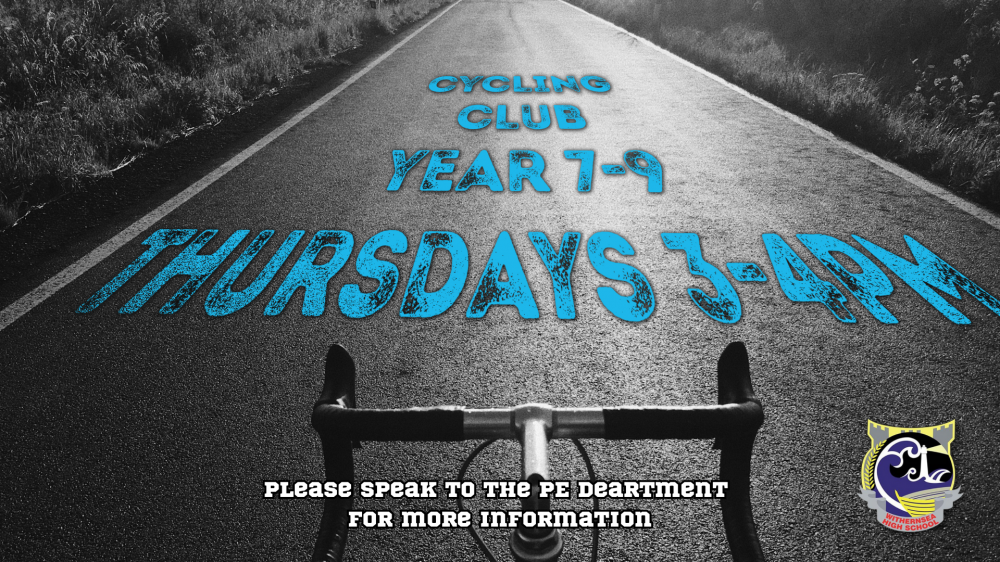 CYCLING
CLUB
YEAR 7-9
THURSDAYS 3-4PM
PLEASE SPEAK TO THE PE DEARTMENT
FOR MORE INFORMATION
WITHERNSEA
HIGH SCHOOL